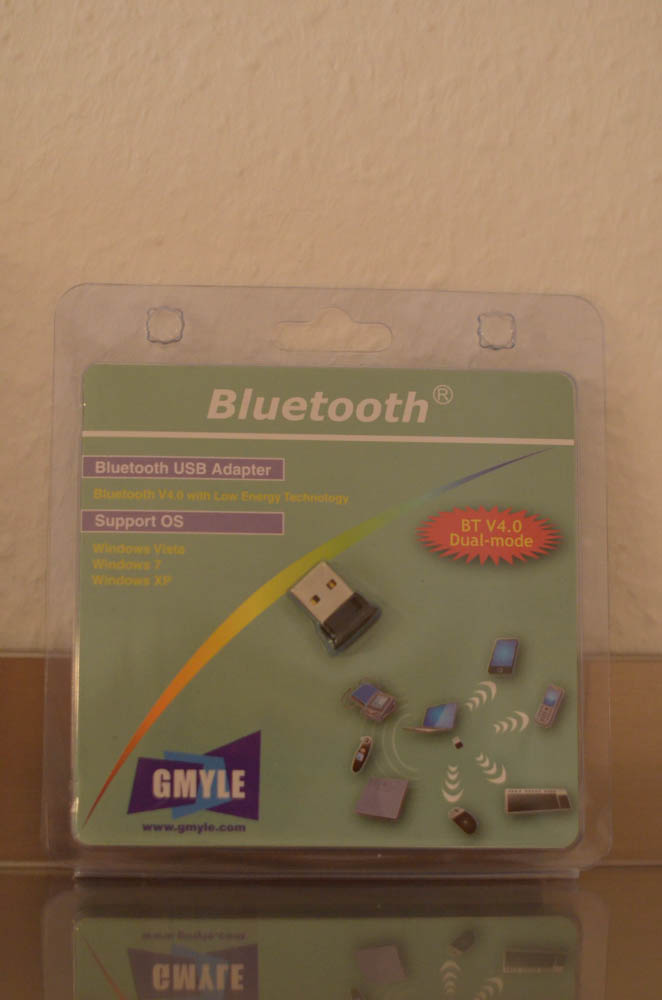 Bluetooth®
Bluetooth USB Adapter
Bluetooth V4.0 with Low Energy Technology
Support OS
Windows Vista
Windows 7
Windows XP
BT V4.0
Dual-mode
GMYLE
www.gmyle.com